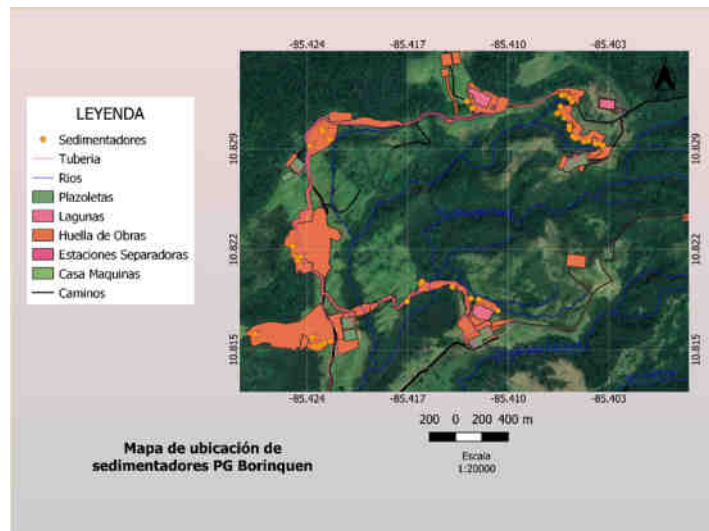 -85.424 -85.417 -85.410 -85.403
LEYENDA
Sedimentadores
Tuberia
Rios
Plazoletas
Lagunas
Huella de Obras
Estaciones Separadoras
Casa Maquinas
Caminos
10.829 10.829
10.822 10.822
10.815 10.815
-85.424 -85.417 -85.410 -85.403
200 0 200 400 m
Escala
1:20000
Mapa de ubicación de
sedimentadores PG Borinquen